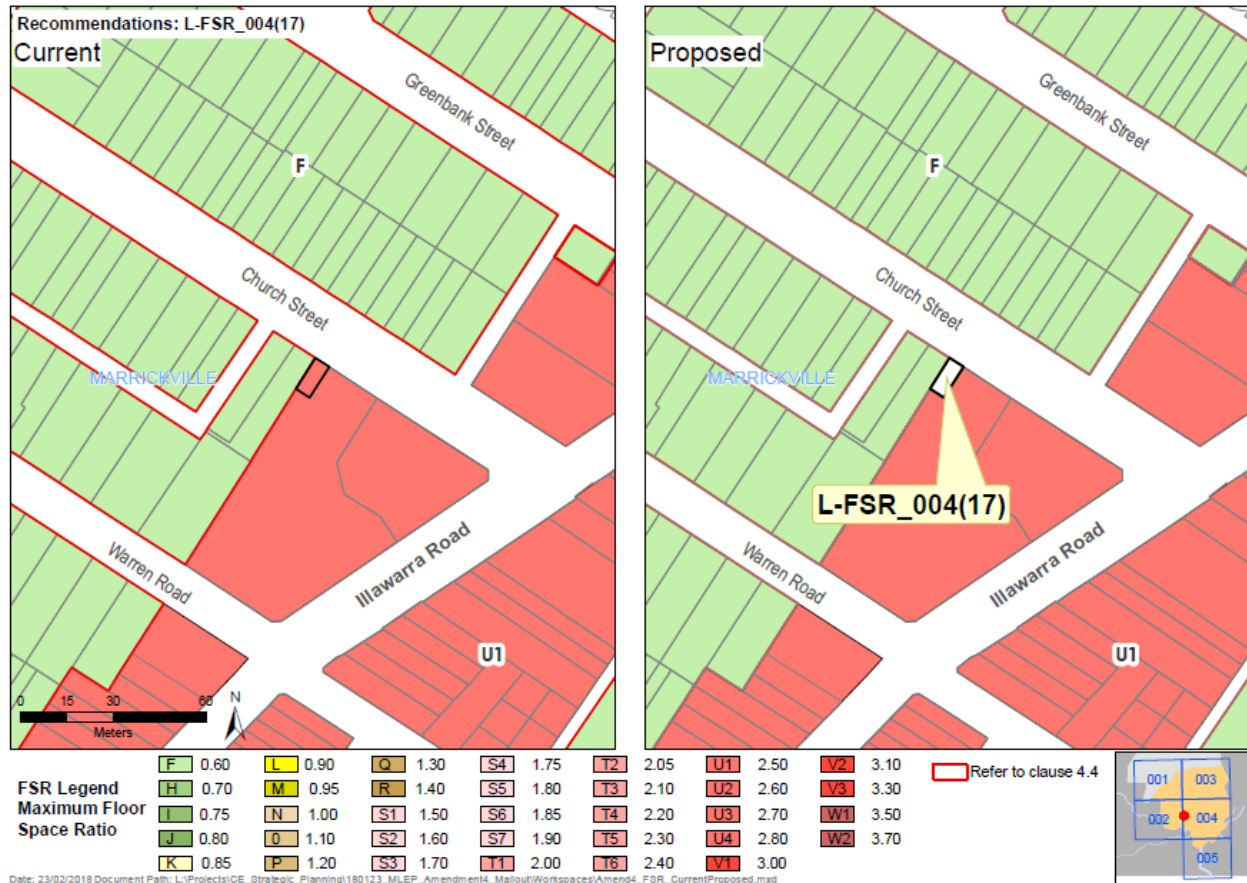 Recommendations: L-FSR_004(17)
Current
Greenbank Street
F
Church Street
MARRICKVILLE
Warren Road
Illawarra Road
U1
0 15 30 60
Meters
N
Proposed
Greenbank Street
F
Church Street
MARRICKVILLE
L-FSR_004(17)
Warren Road
Illawarra Road
U1
FSR Legend
Maximum Floor
Space Ratio
F 0.60
H 0.70
I 0.75
J 0.80
K 0.85
L 0.90
M 0.95
N 1.00
0 1.10
P 1.20
Q 1.30
R 1.40
S1 1.50
S2 1.60
S3 1.70
S4 1.75
S5 1.80
S6 1.85
S7 1.90
T1 2.00
T2 2.05
T3 2.10
T4 2.20
T5 2.30
T6 2.40
U1 2.50
U2 2.60
U3 2.70
U4 2.80
V1 3.00
V2 3.10
V3 3.30
W1 3.50
W2 3.70
Refer to clause 4.4
001 003
002 004
005
Date: 23/02/2018 Document Path: L:\Projects\CE_Strategic_Planning\180123_MLEP_Amendment4_Mailout\Workspaces\Amend4_FSR_CurrentProposed.mxd